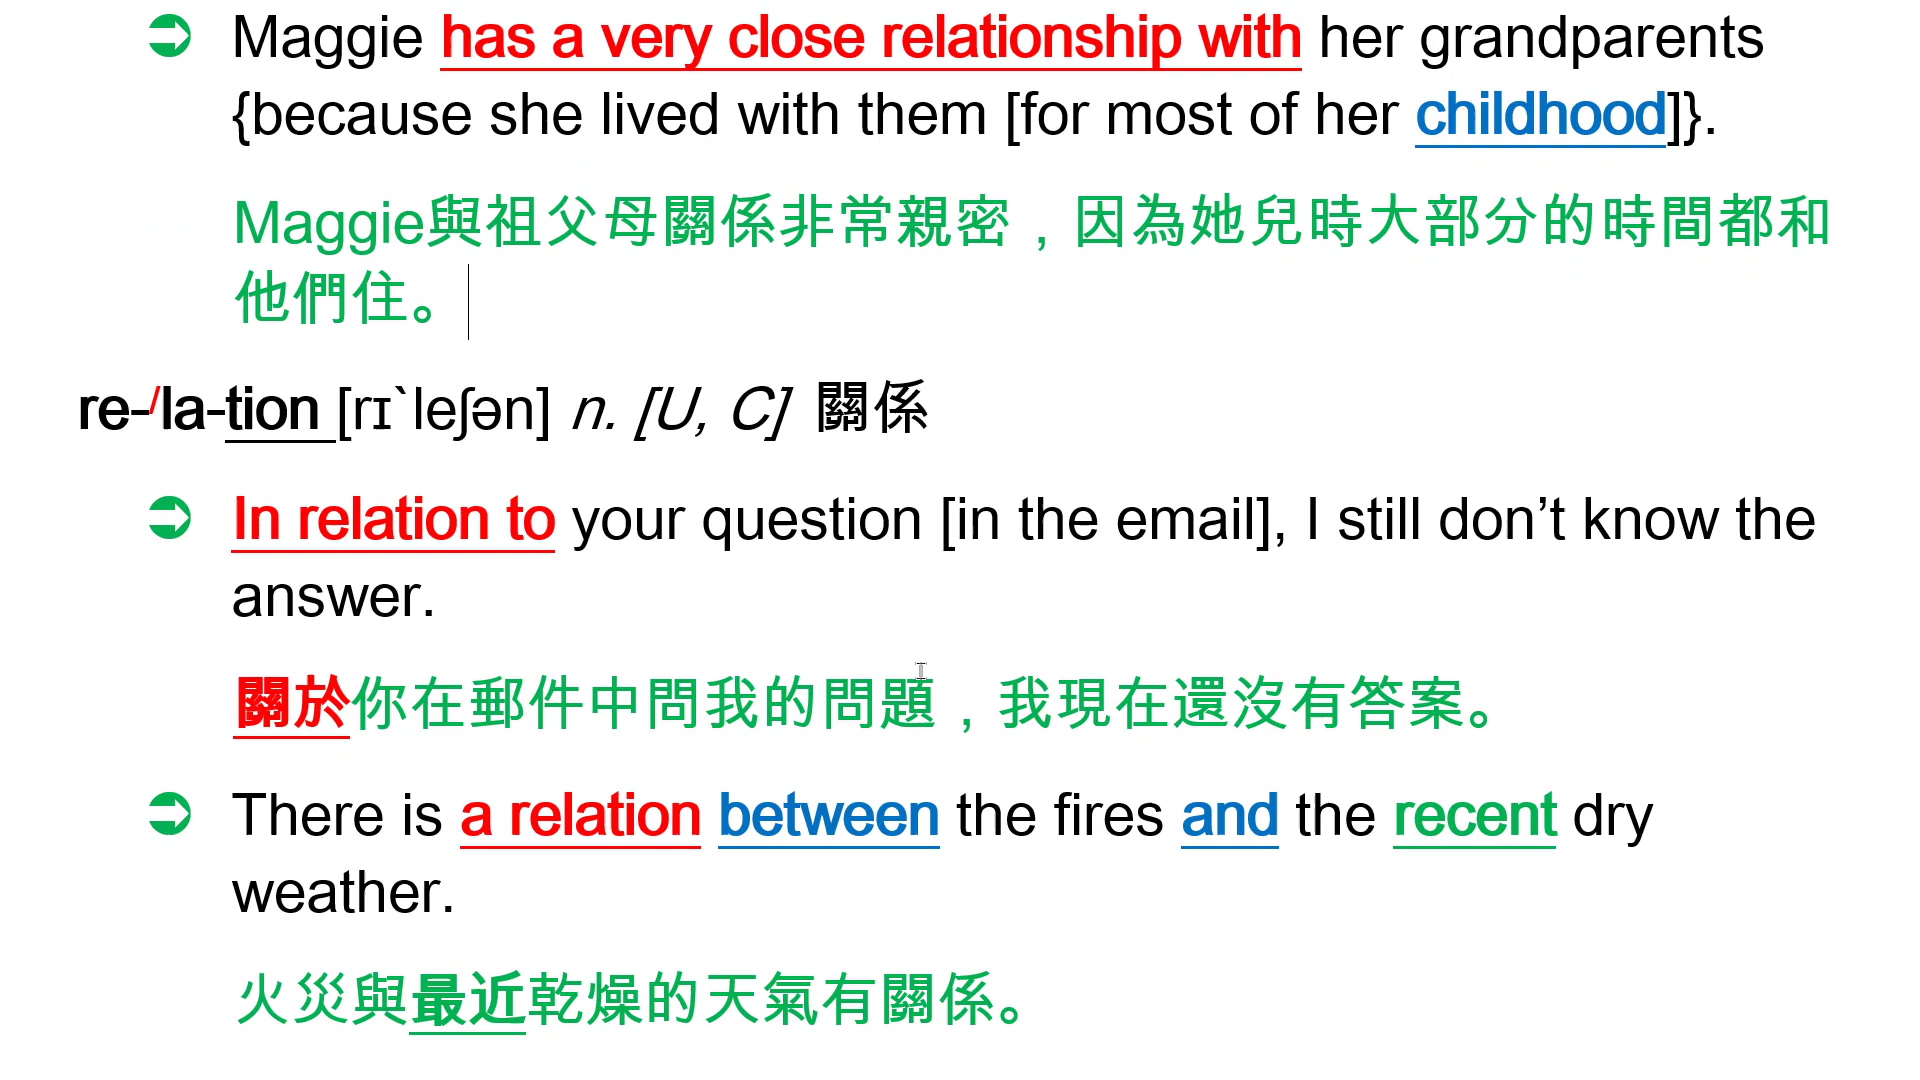 Maggie has a very close relationship with her grandparents
{because she lived with them [for most of her childhood]}.
Maggie與祖父母關係非常親密，因為她兒時大部分的時間都和
他們住。
re-/la-tion [rɪˋleʃən] n. [U, C] 關係
In relation to your question [in the email], I still don’t know the
answer.
關於你在郵件中問我的問題，我現在還沒有答案。
There is a relation between the fires and the recent dry
weather.
火災與最近乾燥的天氣有關係。